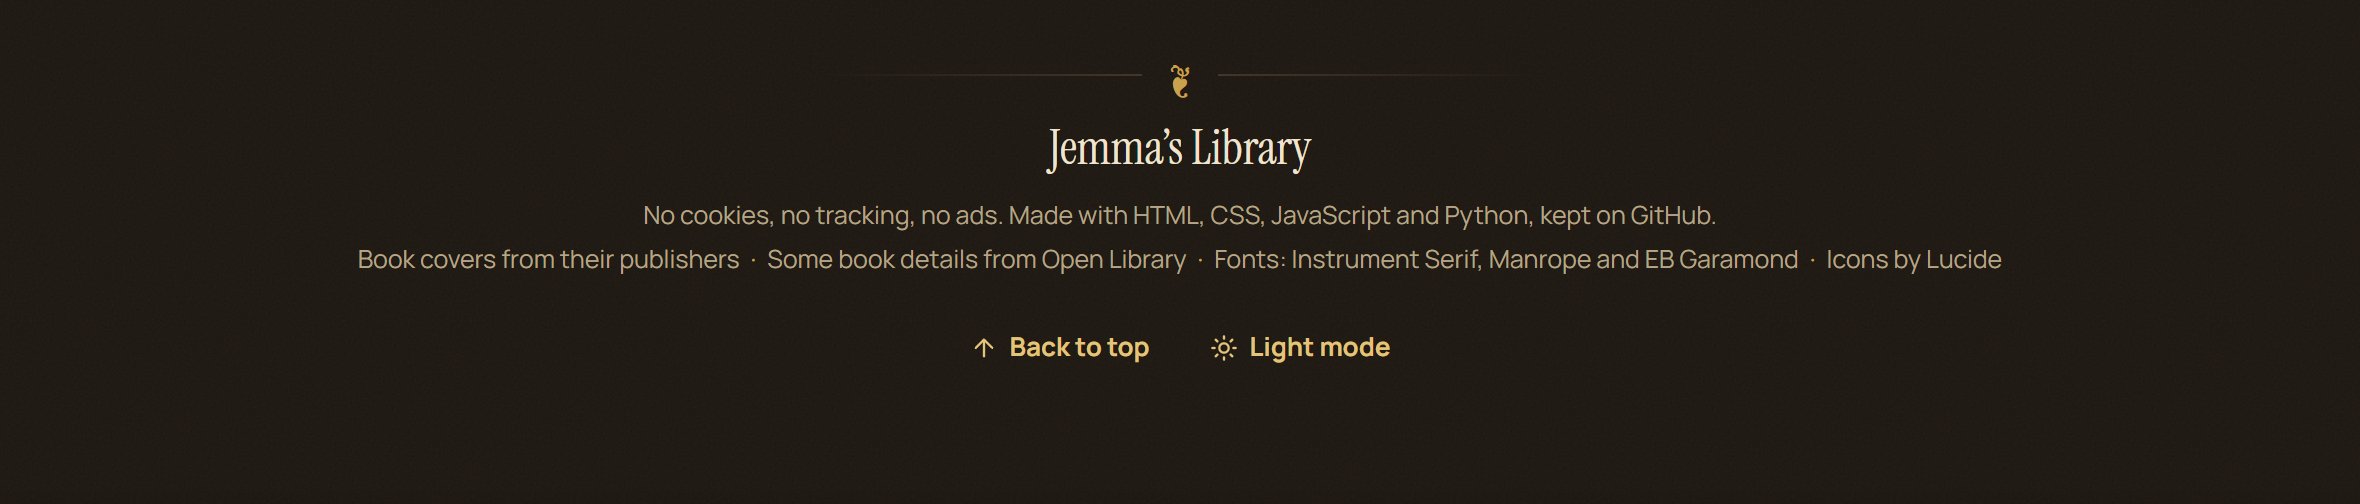 Jemma’s Library
No cookies, no tracking, no ads. Made with HTML, CSS, JavaScript and Python, kept on GitHub.
Book covers from their publishers · Some book details from Open Library · Fonts: Instrument Serif, Manrope and EB Garamond · Icons by Lucide
Back to top
Light mode